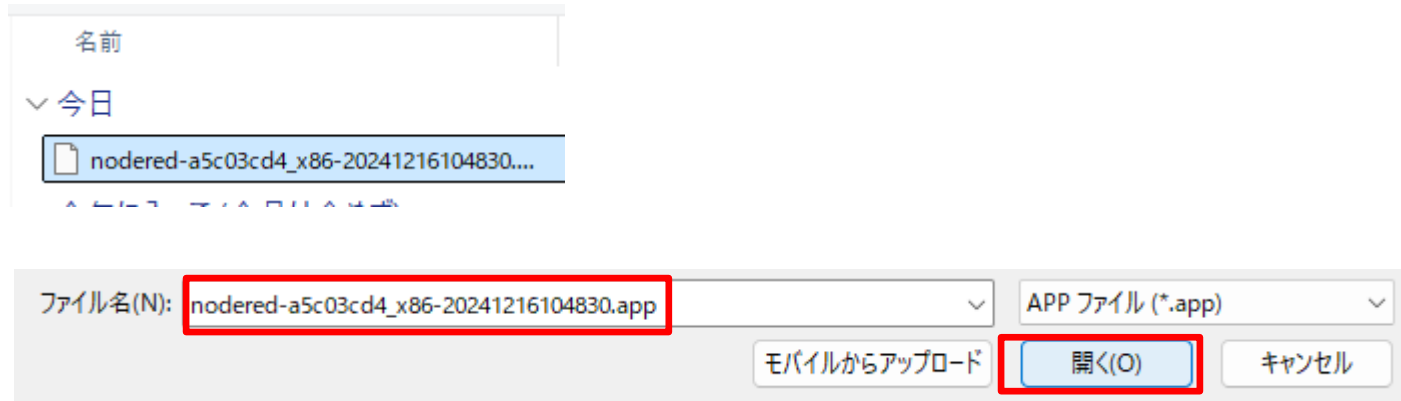 名前
今日
nodered-a5c03cd4_x86-20241216104830....
ファイル名(N): nodered-a5c03cd4_x86-20241216104830.app APP ファイル (*.app)
モバイルからアップロード 開く(O) キャンセル